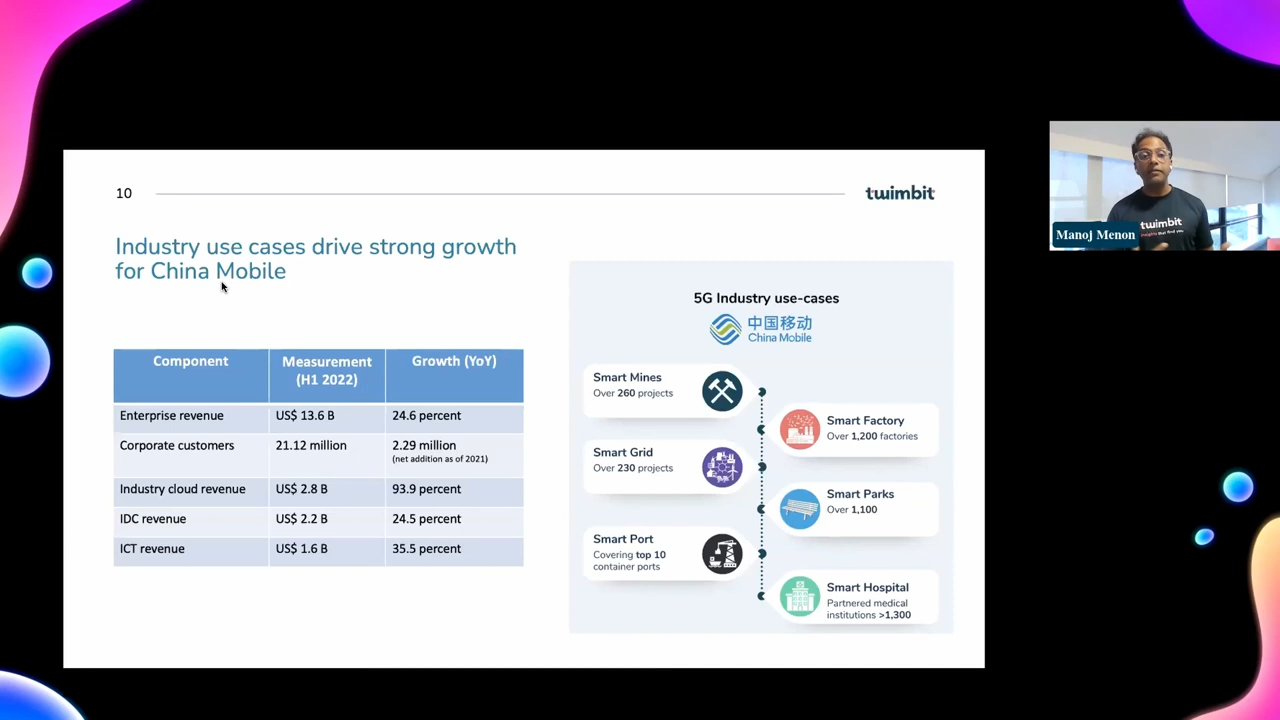 10
twimbit
Industry use cases drive strong growth
for China Mobile
Component
Measurement
(H1 2022)
Growth (YoY)
Enterprise revenue
US$ 13.6 B
24.6 percent
Corporate customers
21.12 million
2.29 million
(net addition as of 2021)
Industry cloud revenue
US$ 2.8 B
93.9 percent
IDC revenue
US$ 2.2 B
24.5 percent
ICT revenue
US$ 1.6 B
35.5 percent
5G Industry use-cases
中国移动
China Mobile
Smart Mines
Over 260 projects
Smart Factory
Over 1,200 factories
Smart Grid
Over 230 projects
Smart Parks
Over 1,100
Smart Port
Covering top 10
container ports
Smart Hospital
Partnered medical
institutions >1,300
twimbit
insights that find you
Manoj Menon